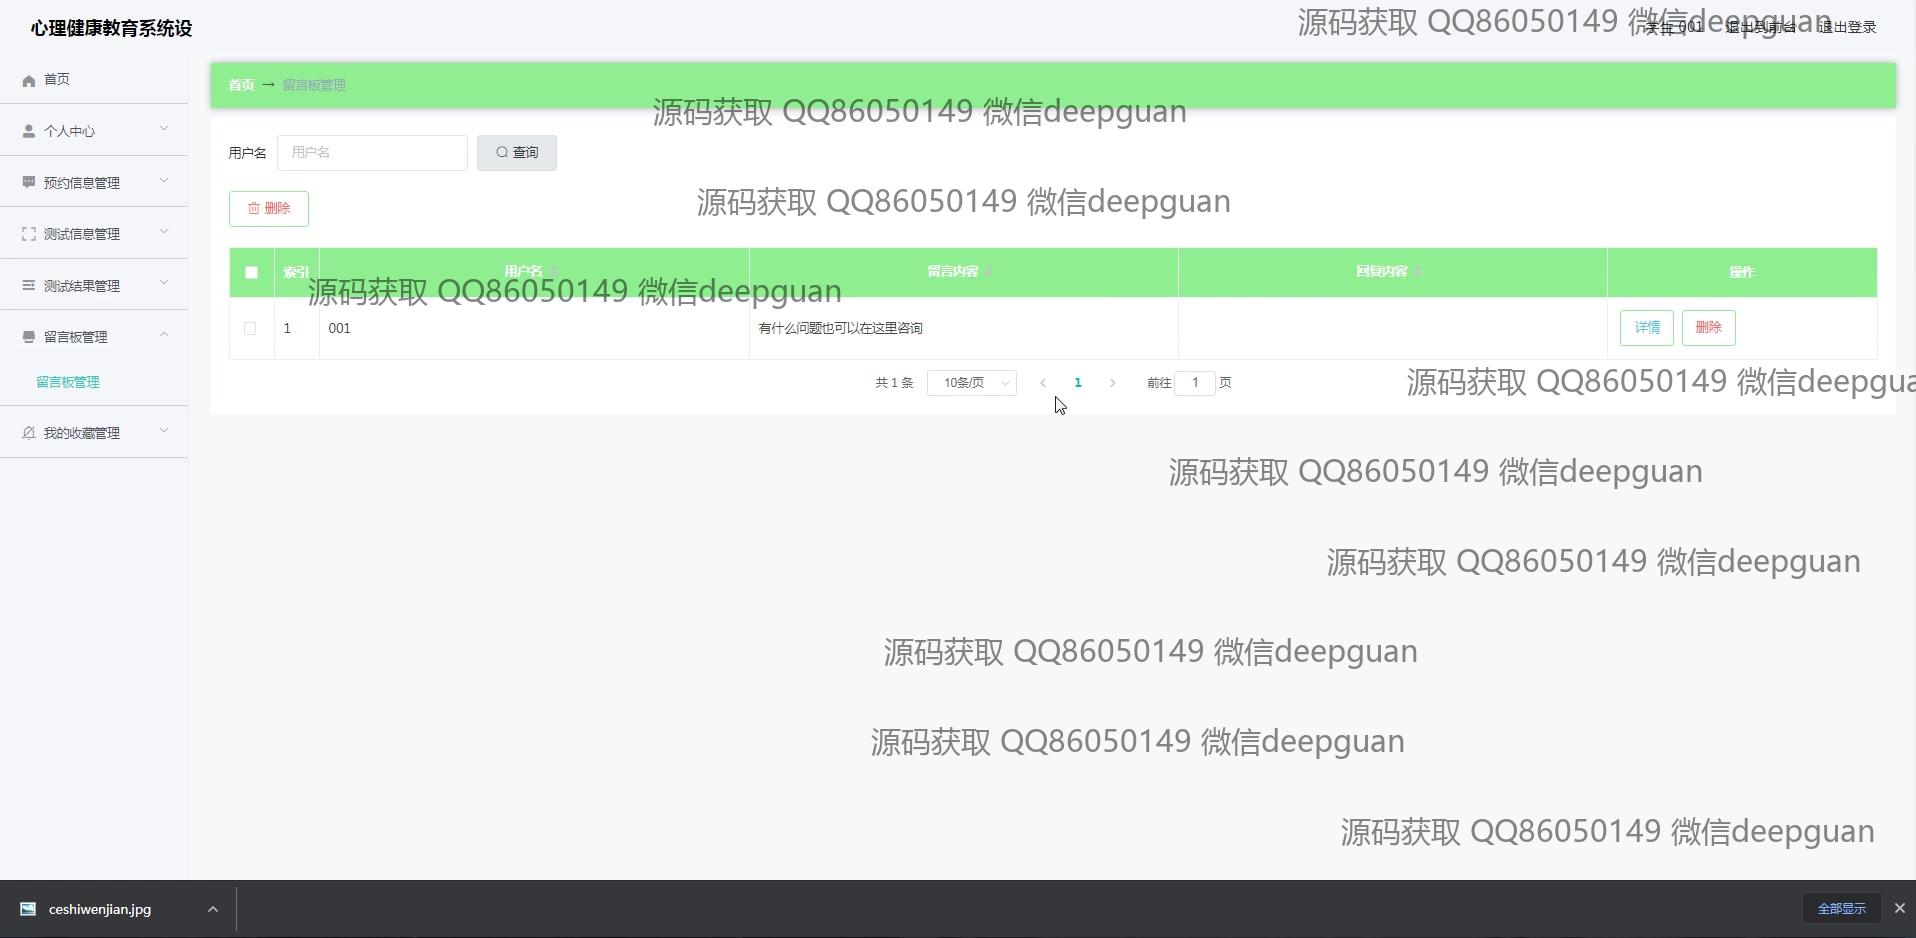 心理健康教育系统设
源码获取 QQ86050149 微信deepguan
学生 001 退出到前台 退出登录
首页
个人中心
预约信息管理
测试信息管理
测试结果管理
留言板管理
留言板管理
我的收藏管理
首页 → 留言板管理
源码获取 QQ86050149 微信deepguan
用户名 用户名 查询
源码获取 QQ86050149 微信deepguan
删除
索引 用户名 留言内容 回复内容 操作
源码获取 QQ86050149 微信deepguan
1 001 有什么问题也可以在这里咨询 详情 删除
共 1 条 10条/页 1 前往 1 页
源码获取 QQ86050149 微信deepgua
源码获取 QQ86050149 微信deepguan
源码获取 QQ86050149 微信deepguan
源码获取 QQ86050149 微信deepguan
源码获取 QQ86050149 微信deepguan
源码获取 QQ86050149 微信deepguan
ceshiwenjian.jpg
全部显示